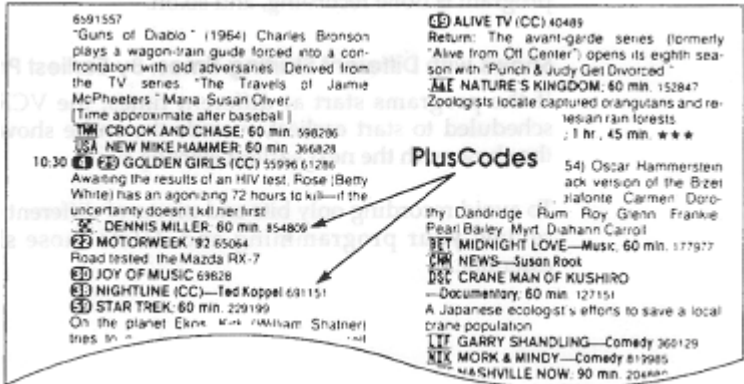 6591557
"Guns of Diablo" (1964) Charles Bronson
plays a wagon-train guide forced into a con-
frontation with old adversaries. Derived from
the TV series "The Travels of Jaimie
McPheeters." Mann: Susan Oliver.
[Time approximate after baseball.]
TNN CROOK AND CHASE; 60 min. 598286
USA NEW MIKE HAMMER; 60 min. 366828
10:30 GOLDEN GIRLS (CC) 55996 61286
Awaiting the results of an HIV test, Rose (Betty
White) has an agonizing 72 hours to kill—if the
uncertainty doesn't kill her first.
DENNIS MILLER; 60 min. 854809
22 MOTORWEEK '92 65064
Road tested: the Mazda RX-7
JOY OF MUSIC 69828
NIGHTLINE (CC)—Ted Koppel 691151
50 STAR TREK; 60 min. 229199
On the planet Ekos, Kirk (William Shatner)
tries to
PlusCodes
49 ALIVE TV (CC) 40489
Return: The avant-garde series (formerly
"Alive from Off Center") opens its eighth sea-
son with "Punch & Judy Get Divorced."
A&E NATURE'S KINGDOM; 60 min. 152847
Zoologists locate captured orangutans and re-
nesian rain forests.
; 1 hr., 45 min. ★★★
54) Oscar Hammerstein
ack version of the Bizet
Belafonte. Carmen: Doro-
thy Dandridge. Rum: Roy Glenn. Frankie:
Pearl Bailey. Myrt: Diahann Carroll.
BET MIDNIGHT LOVE—Music; 60 min. 177977
CNN NEWS—Susan Rook
DSC CRANE MAN OF KUSHIRO
—Documentary; 60 min. 127151
A Japanese ecologist's efforts to save a local
crane population.
LIF GARRY SHANDLING—Comedy 360129
NIK MORK & MINDY—Comedy 819985
NASHVILLE NOW; 90 min.